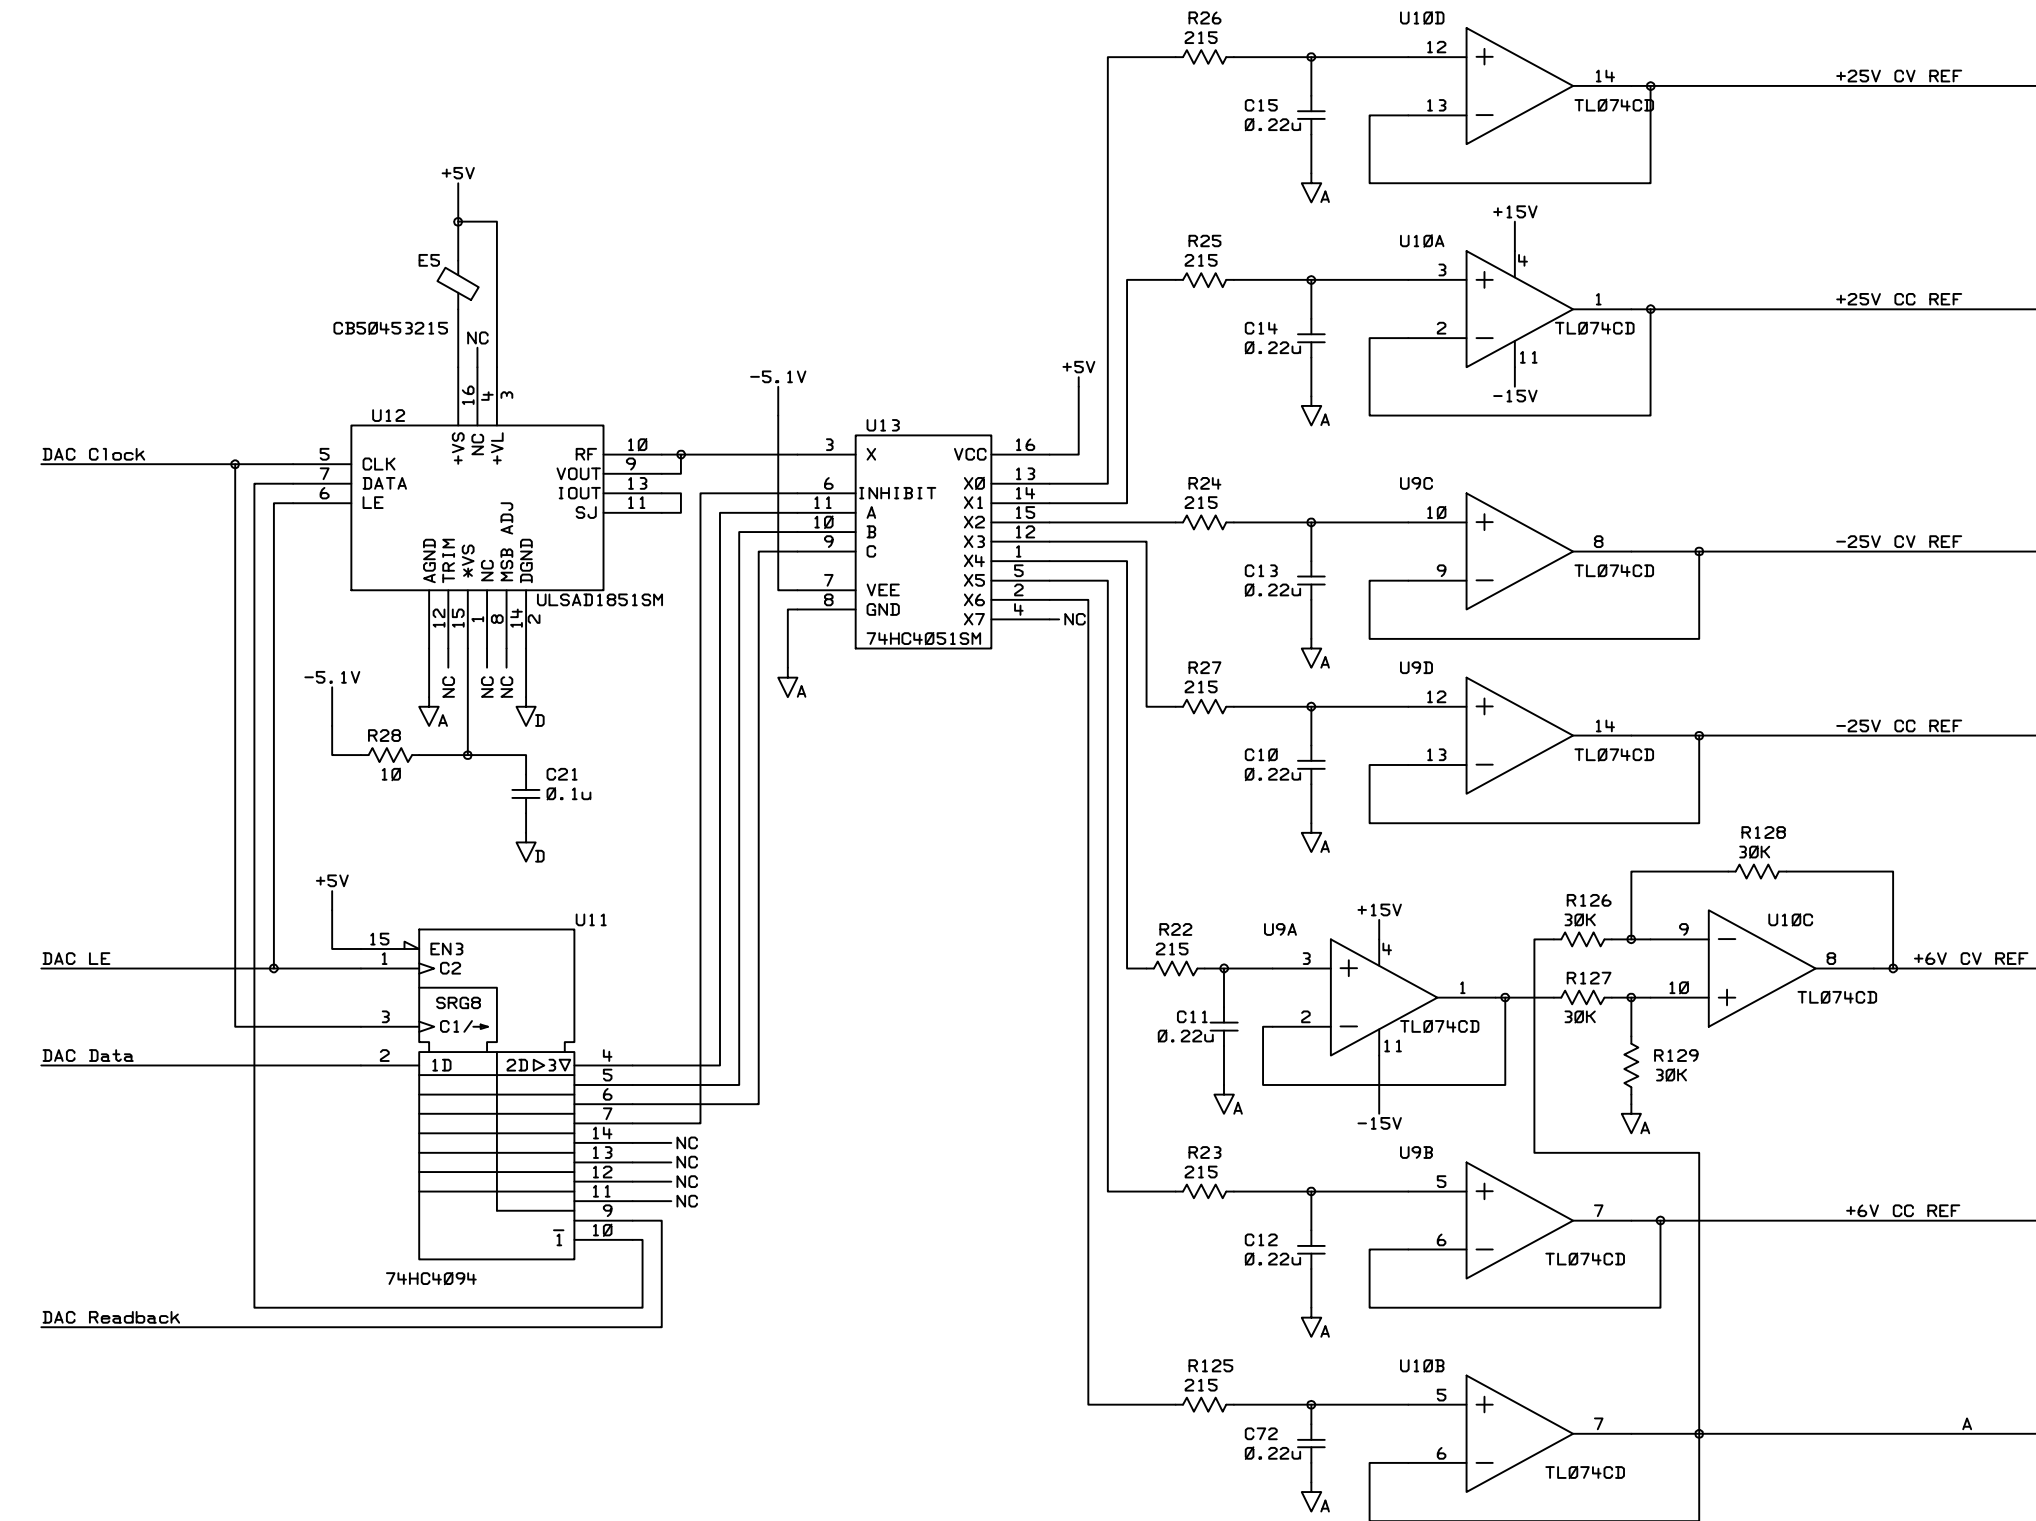 R26
215
U10D
12
13
14
TL074CD
+25V CV REF
C15
0.22u
A
+5V
E5
CB50453215
NC
16
4
3
R25
215
U10A
+15V
4
3
2
1
11
-15V
TL074CD
+25V CC REF
C14
0.22u
A
U12
+VS
NC
+VL
DAC Clock
5
7
6
CLK
DATA
LE
RF
VOUT
IOUT
SJ
10
9
13
11
AGND
TRIM
*VS
NC
MSB ADJ
DGND
ULSAD1851SM
12
15
1
8
14
2
NC
NC
NC
A
D
-5.1V
R28
10
C21
0.1u
D
-5.1V
+5V
U13
3
6
11
10
9
7
8
X
INHIBIT
A
B
C
VEE
GND
VCC
X0
X1
X2
X3
X4
X5
X6
X7
16
13
14
15
12
1
5
2
4
NC
74HC4051SM
A
R24
215
U9C
10
9
8
TL074CD
-25V CV REF
C13
0.22u
A
R27
215
U9D
12
13
14
TL074CD
-25V CC REF
C10
0.22u
A
+5V
U11
15
1
3
2
EN3
C2
SRG8
C1/→
1D
2D▷3▽
DAC LE
DAC Data
4
5
6
7
14
13
12
11
9
10
1
NC
NC
NC
NC
74HC4094
DAC Readback
R22
215
U9A
+15V
4
3
2
1
11
-15V
TL074CD
C11
0.22u
A
R126
30K
R127
30K
R128
30K
R129
30K
A
U10C
9
10
8
TL074CD
+6V CV REF
R23
215
U9B
5
6
7
TL074CD
+6V CC REF
C12
0.22u
A
R125
215
U10B
5
6
7
TL074CD
A
C72
0.22u
A